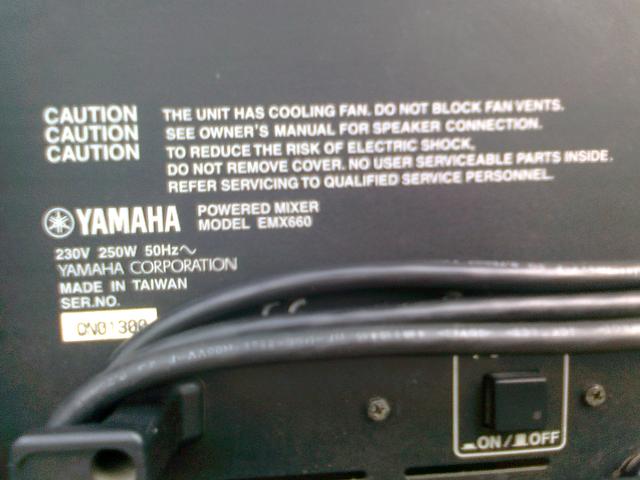 CAUTION THE UNIT HAS COOLING FAN. DO NOT BLOCK FAN VENTS.
CAUTION SEE OWNER'S MANUAL FOR SPEAKER CONNECTION.
CAUTION TO REDUCE THE RISK OF ELECTRIC SHOCK,
DO NOT REMOVE COVER. NO USER SERVICEABLE PARTS INSIDE.
REFER SERVICING TO QUALIFIED SERVICE PERSONNEL.
YAMAHA POWERED MIXER
MODEL EMX660
230V 250W 50Hz
YAMAHA CORPORATION
MADE IN TAIWAN
SER.NO.
ON / OFF